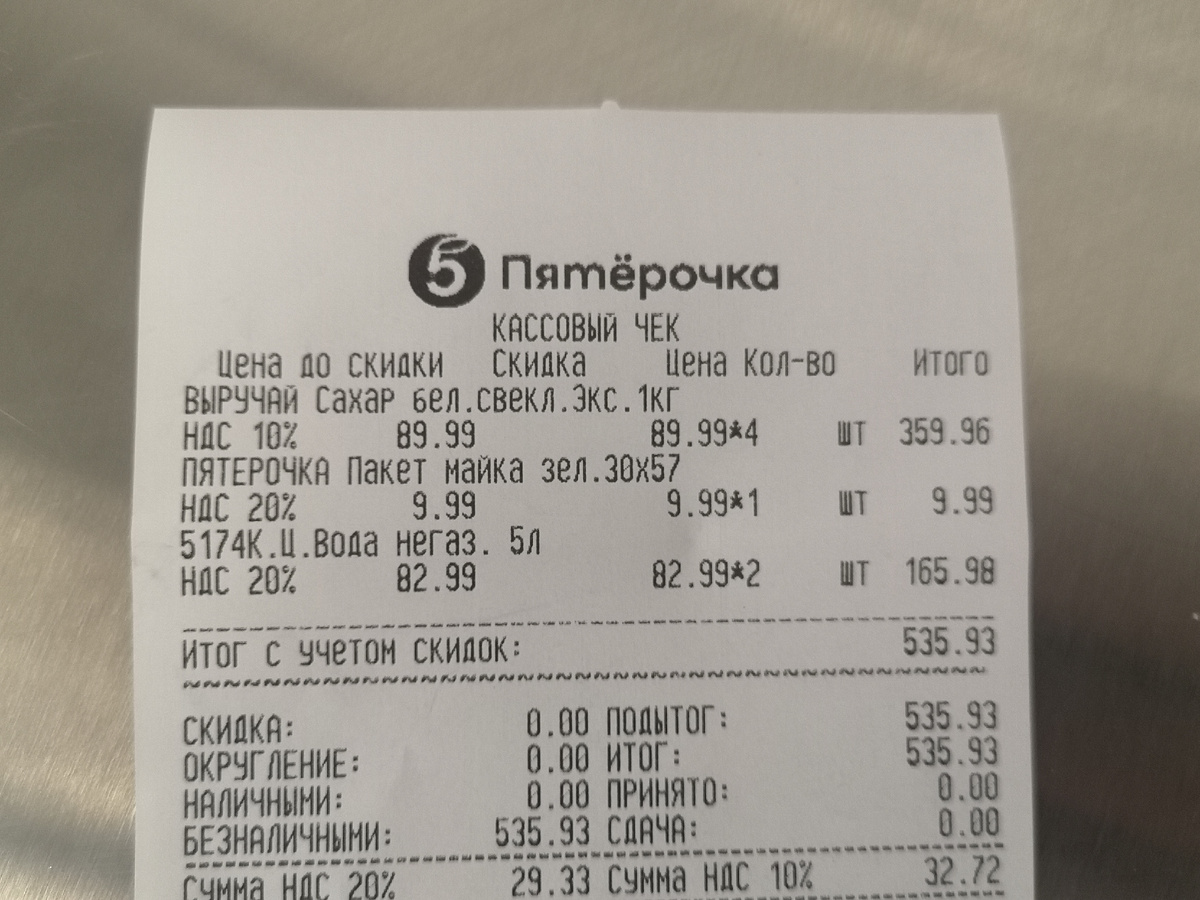 5 Пятёрочка
КАССОВЫЙ ЧЕК
Цена до скидки Скидка Цена Кол-во Итого
ВЫРУЧАЙ Сахар бел.свекл.Экс.1кг
НДС 10% 89.99 89.99*4 шт 359.96
ПЯТЕРОЧКА Пакет майка зел.30х57
НДС 20% 9.99 9.99*1 шт 9.99
5174К.Ц.Вода негаз. 5л
НДС 20% 82.99 82.99*2 шт 165.98
Итог с учетом скидок: 535.93
СКИДКА: 0.00 ПОДЫТОГ: 535.93
ОКРУГЛЕНИЕ: 0.00 ИТОГ: 535.93
НАЛИЧНЫМИ: 0.00 ПРИНЯТО: 0.00
БЕЗНАЛИЧНЫМИ: 535.93 СДАЧА: 0.00
Сумма НДС 20% 29.33 Сумма НДС 10% 32.72